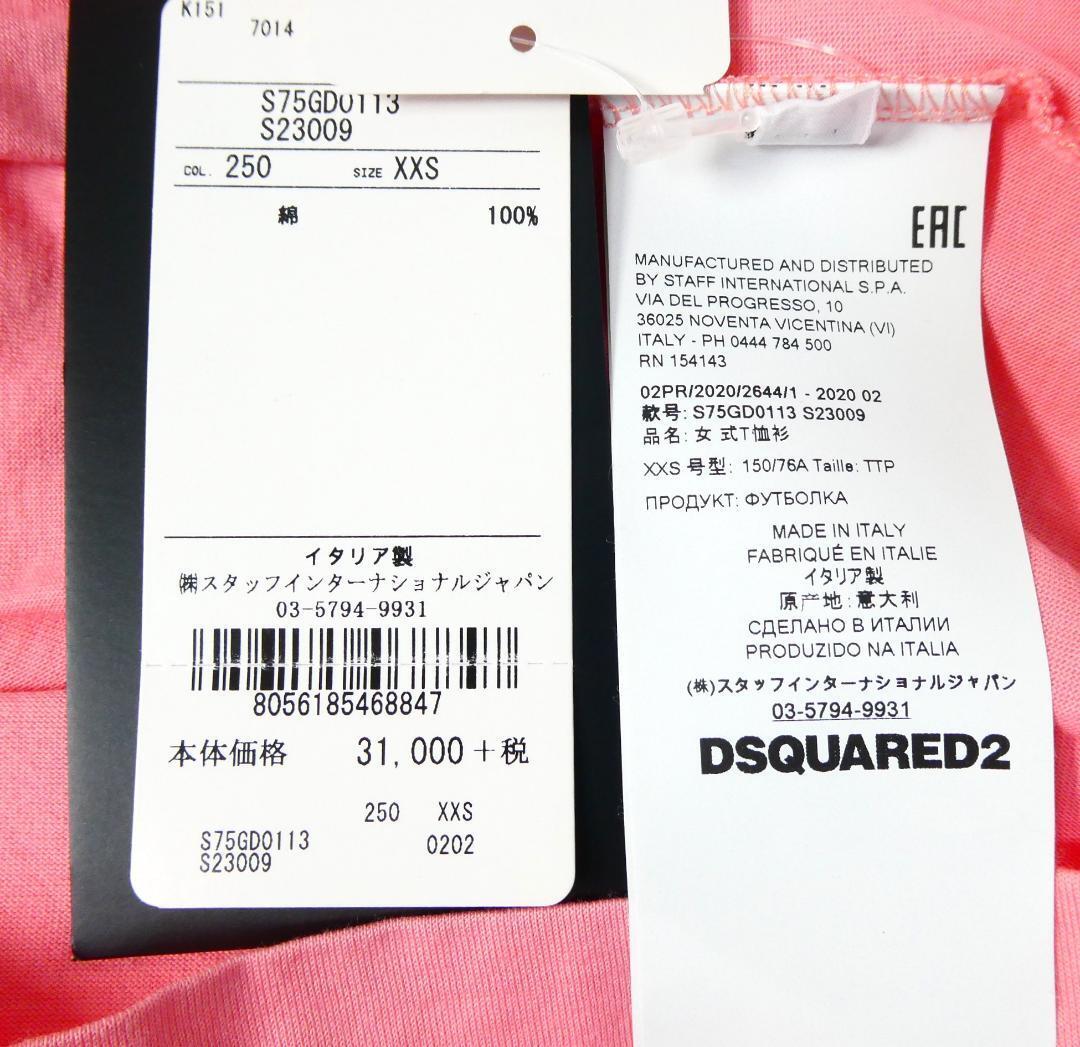 K151
7014
S75GD0113
S23009
COL. 250 SIZE XXS
綿 100%
イタリア製
㈱スタッフインターナショナルジャパン
03-5794-9931
8056185468847
本体価格 31,000+税
250 XXS
S75GD0113 0202
S23009
EAC
MANUFACTURED AND DISTRIBUTED
BY STAFF INTERNATIONAL S.P.A.
VIA DEL PROGRESSO, 10
36025 NOVENTA VICENTINA (VI)
ITALY - PH 0444 784 500
RN 154143
02PR/2020/2644/1 - 2020 02
款号: S75GD0113 S23009
品名: 女 式T恤衫
XXS 号型: 150/76A Taille: TTP
ПРОДУКТ: ФУТБОЛКА
MADE IN ITALY
FABRIQUÉ EN ITALIE
イタリア製
原产地:意大利
СДЕЛАНО В ИТАЛИИ
PRODUZIDO NA ITALIA
(株)スタッフインターナショナルジャパン
03-5794-9931
DSQUARED2